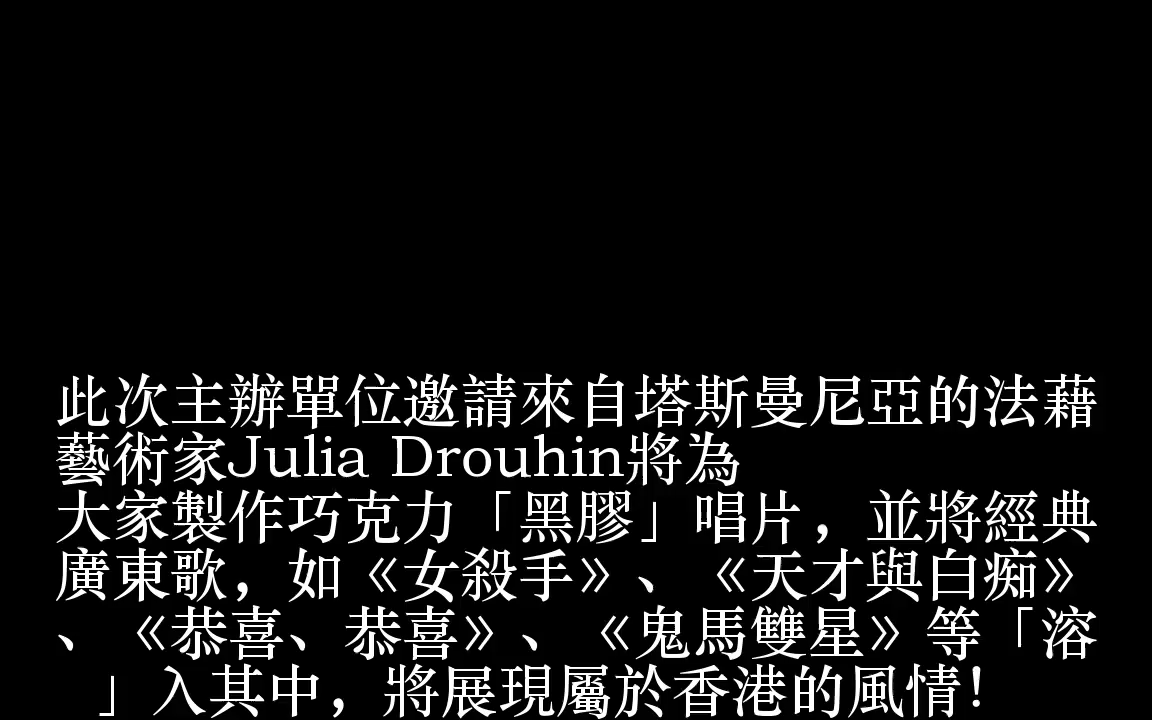 此次主辦單位邀請來自塔斯曼尼亞的法藉
藝術家Julia Drouhin將為
大家製作巧克力「黑膠」唱片，並將經典
廣東歌，如《女殺手》、《天才與白痴》
、《恭喜、恭喜》、《鬼馬雙星》等「溶
」入其中，將展現屬於香港的風情！